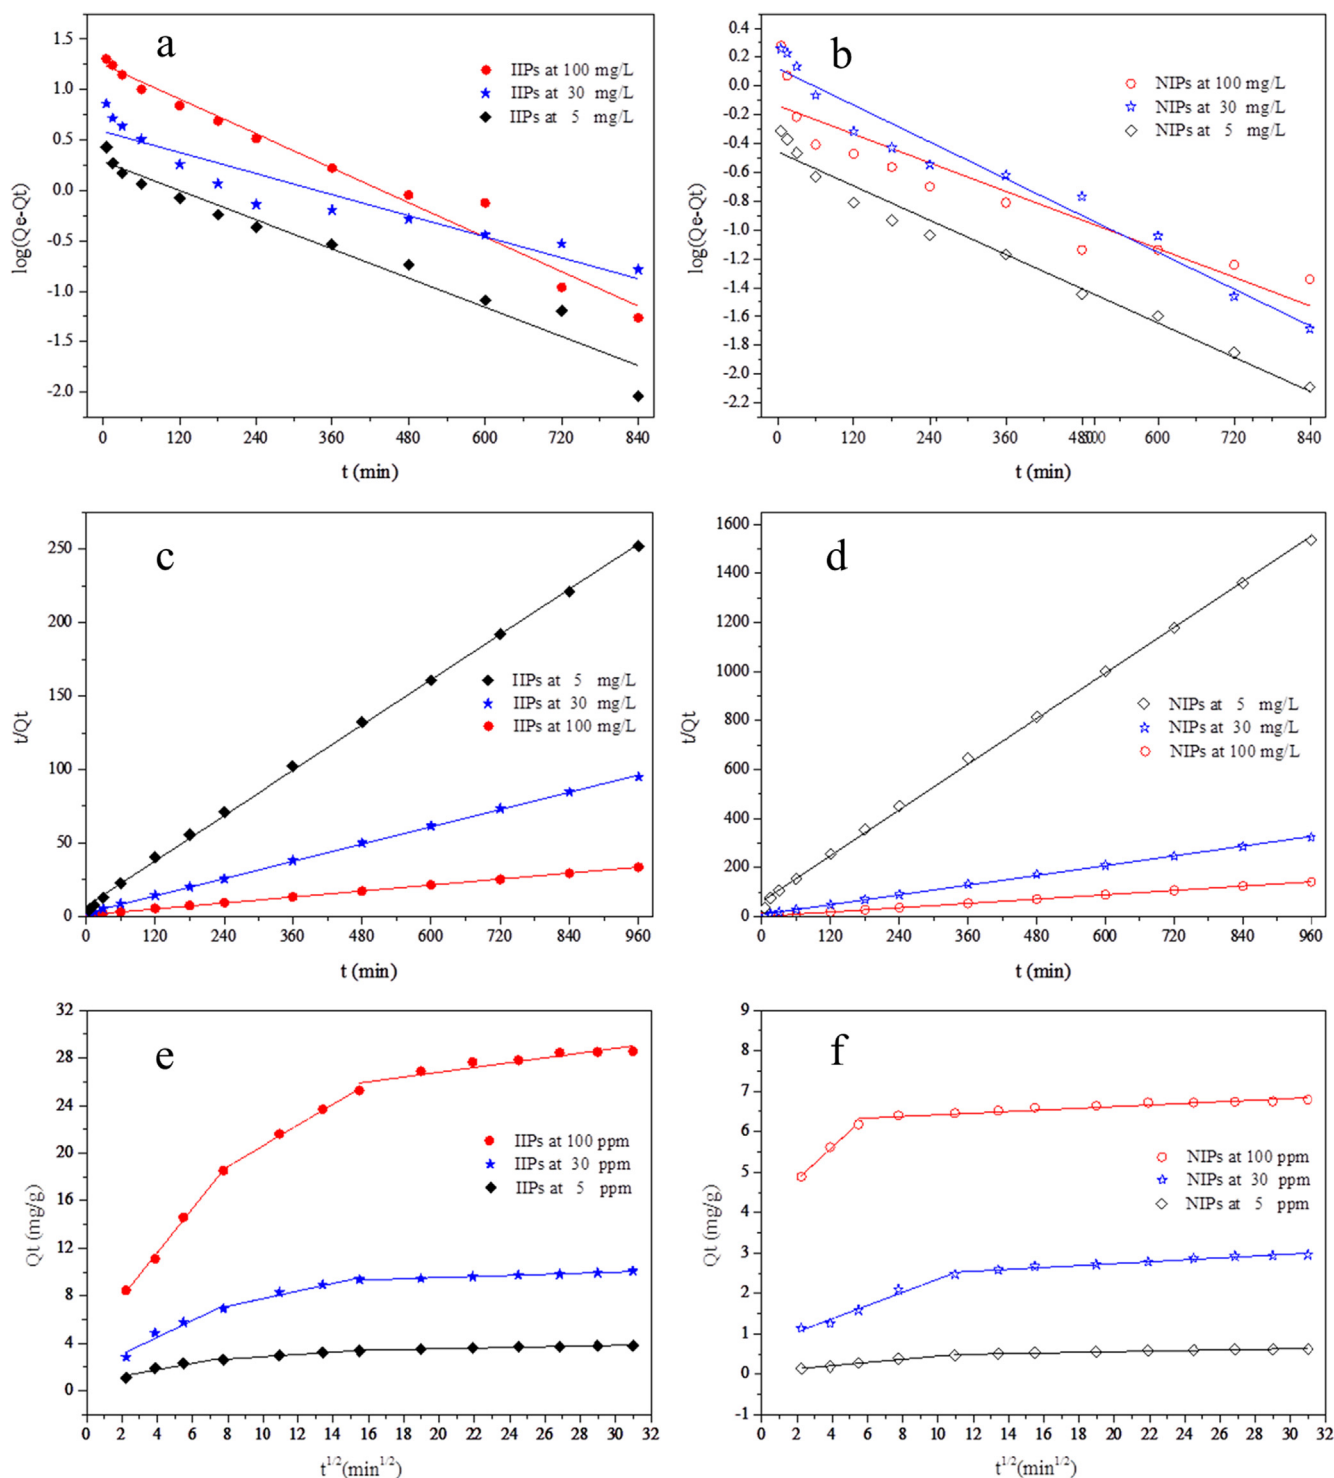 a
IIPs at 100 mg/L
IIPs at 30 mg/L
IIPs at 5 mg/L
1.5
1.0
0.5
0.0
-0.5
-1.0
-1.5
-2.0
log(Qe-Qt)
0 120 240 360 480 600 720 840
t (min)
b
NIPs at 100 mg/L
NIPs at 30 mg/L
NIPs at 5 mg/L
0.4
0.2
0.0
-0.2
-0.4
-0.6
-0.8
-1.0
-1.2
-1.4
-1.6
-1.8
-2.0
-2.2
log(Qe-Qt)
0 120 240 360 480 600 720 840
t (min)
c
IIPs at 5 mg/L
IIPs at 30 mg/L
IIPs at 100 mg/L
250
200
150
100
50
0
t/Qt
0 120 240 360 480 600 720 840 960
t (min)
d
NIPs at 5 mg/L
NIPs at 30 mg/L
NIPs at 100 mg/L
1600
1400
1200
1000
800
600
400
200
0
t/Qt
0 120 240 360 480 600 720 840 960
t (min)
e
IIPs at 100 ppm
IIPs at 30 ppm
IIPs at 5 ppm
32
28
24
20
16
12
8
4
0
Qt (mg/g)
0 2 4 6 8 10 12 14 16 18 20 22 24 26 28 30 32
t1/2(min1/2)
f
NIPs at 100 ppm
NIPs at 30 ppm
NIPs at 5 ppm
9
8
7
6
5
4
3
2
1
0
-1
Qt (mg/g)
0 2 4 6 8 10 12 14 16 18 20 22 24 26 28 30 32
t1/2(min1/2)